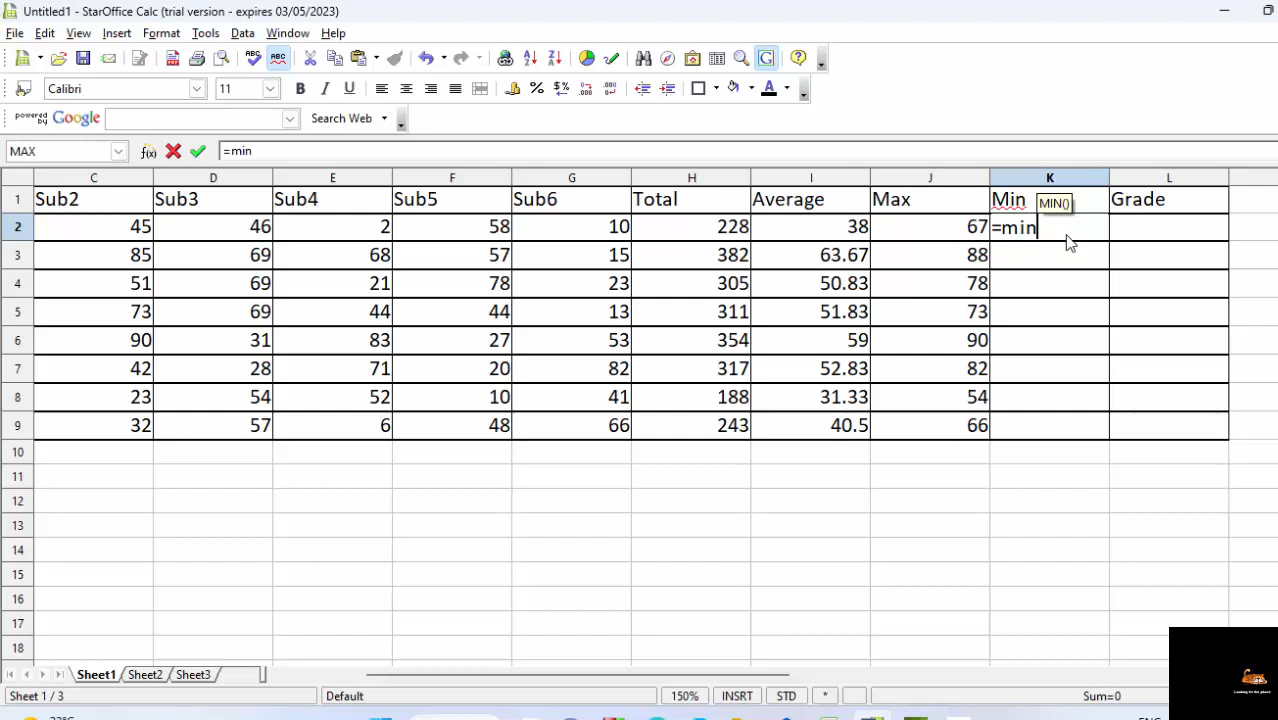 Untitled1 - StarOffice Calc (trial version - expires 03/05/2023)
File Edit View Insert Format Tools Data Window Help
Calibri 11
powered by Google Search Web
MAX =min
C D E F G H I J K L
1 Sub2 Sub3 Sub4 Sub5 Sub6 Total Average Max Min MIN() Grade
2 45 46 2 58 10 228 38 67 =min
3 85 69 68 57 15 382 63.67 88
4 51 69 21 78 23 305 50.83 78
5 73 69 44 44 13 311 51.83 73
6 90 31 83 27 53 354 59 90
7 42 28 71 20 82 317 52.83 82
8 23 54 52 10 41 188 31.33 54
9 32 57 6 48 66 243 40.5 66
10
11
12
13
14
15
16
17
18
Sheet1 Sheet2 Sheet3
Sheet 1 / 3 Default 150% INSRT STD * Sum=0